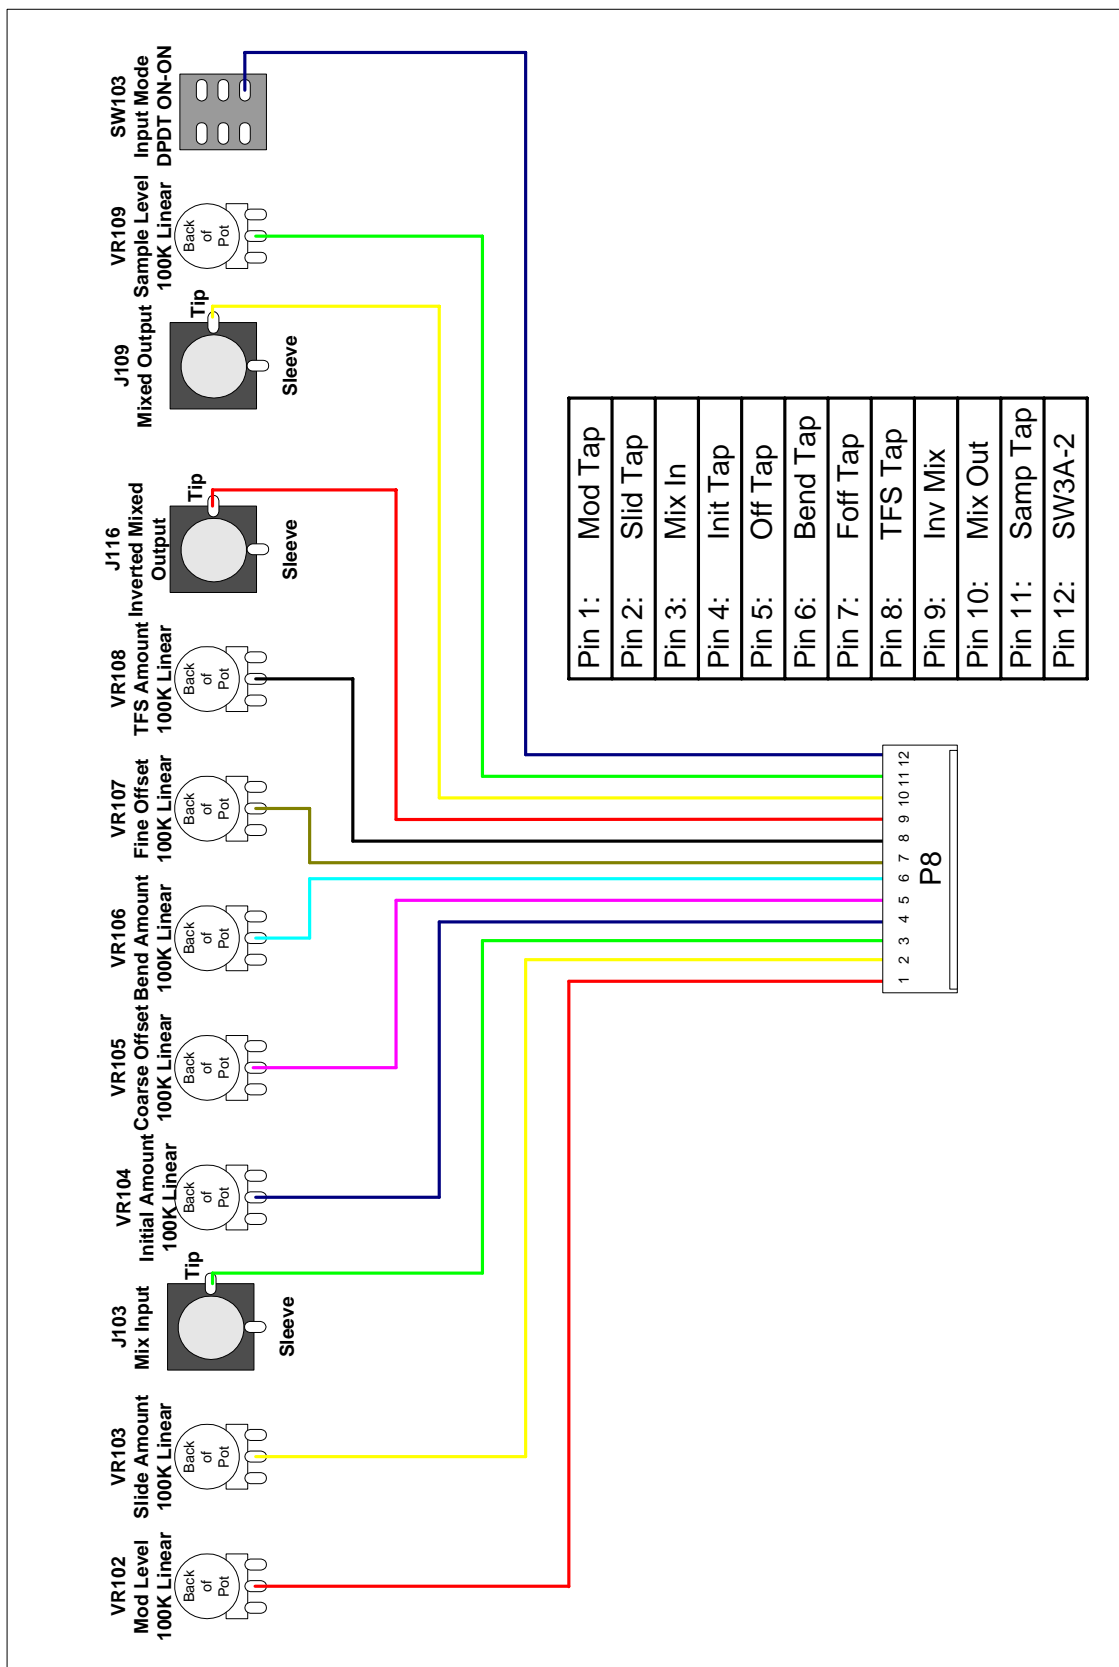 VR102
Mod Level
100K Linear
Back
of
Pot
VR103
Slide Amount
100K Linear
Back
of
Pot
J103
Mix Input
Tip
Sleeve
VR104
Initial Amount
100K Linear
Back
of
Pot
VR105
Coarse Offset
100K Linear
Back
of
Pot
VR106
Bend Amount
100K Linear
Back
of
Pot
VR107
Fine Offset
100K Linear
Back
of
Pot
VR108
TFS Amount
100K Linear
Back
of
Pot
J116
Inverted Mixed
Output
Tip
Sleeve
J109
Mixed Output
Tip
Sleeve
VR109
Sample Level
100K Linear
Back
of
Pot
SW103
Input Mode
DPDT ON-ON
Pin 1: Mod Tap
Pin 2: Slid Tap
Pin 3: Mix In
Pin 4: Init Tap
Pin 5: Off Tap
Pin 6: Bend Tap
Pin 7: Foff Tap
Pin 8: TFS Tap
Pin 9: Inv Mix
Pin 10: Mix Out
Pin 11: Samp Tap
Pin 12: SW3A-2
1 2 3 4 5 6 7 8 9 10 11 12
P8